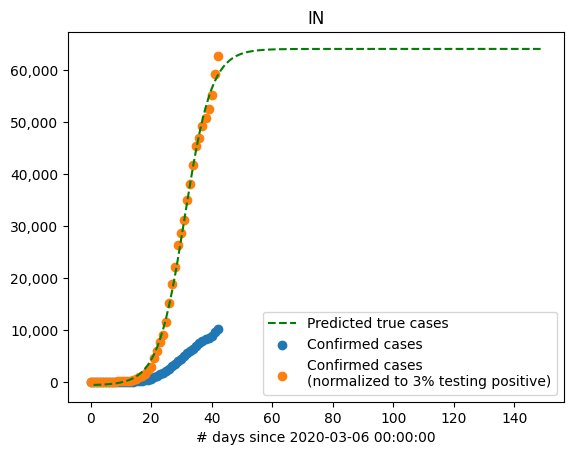 IN
60,000
50,000
40,000
30,000
20,000
10,000
0
0 20 40 60 80 100 120 140
# days since 2020-03-06 00:00:00
Predicted true cases
Confirmed cases
Confirmed cases
(normalized to 3% testing positive)